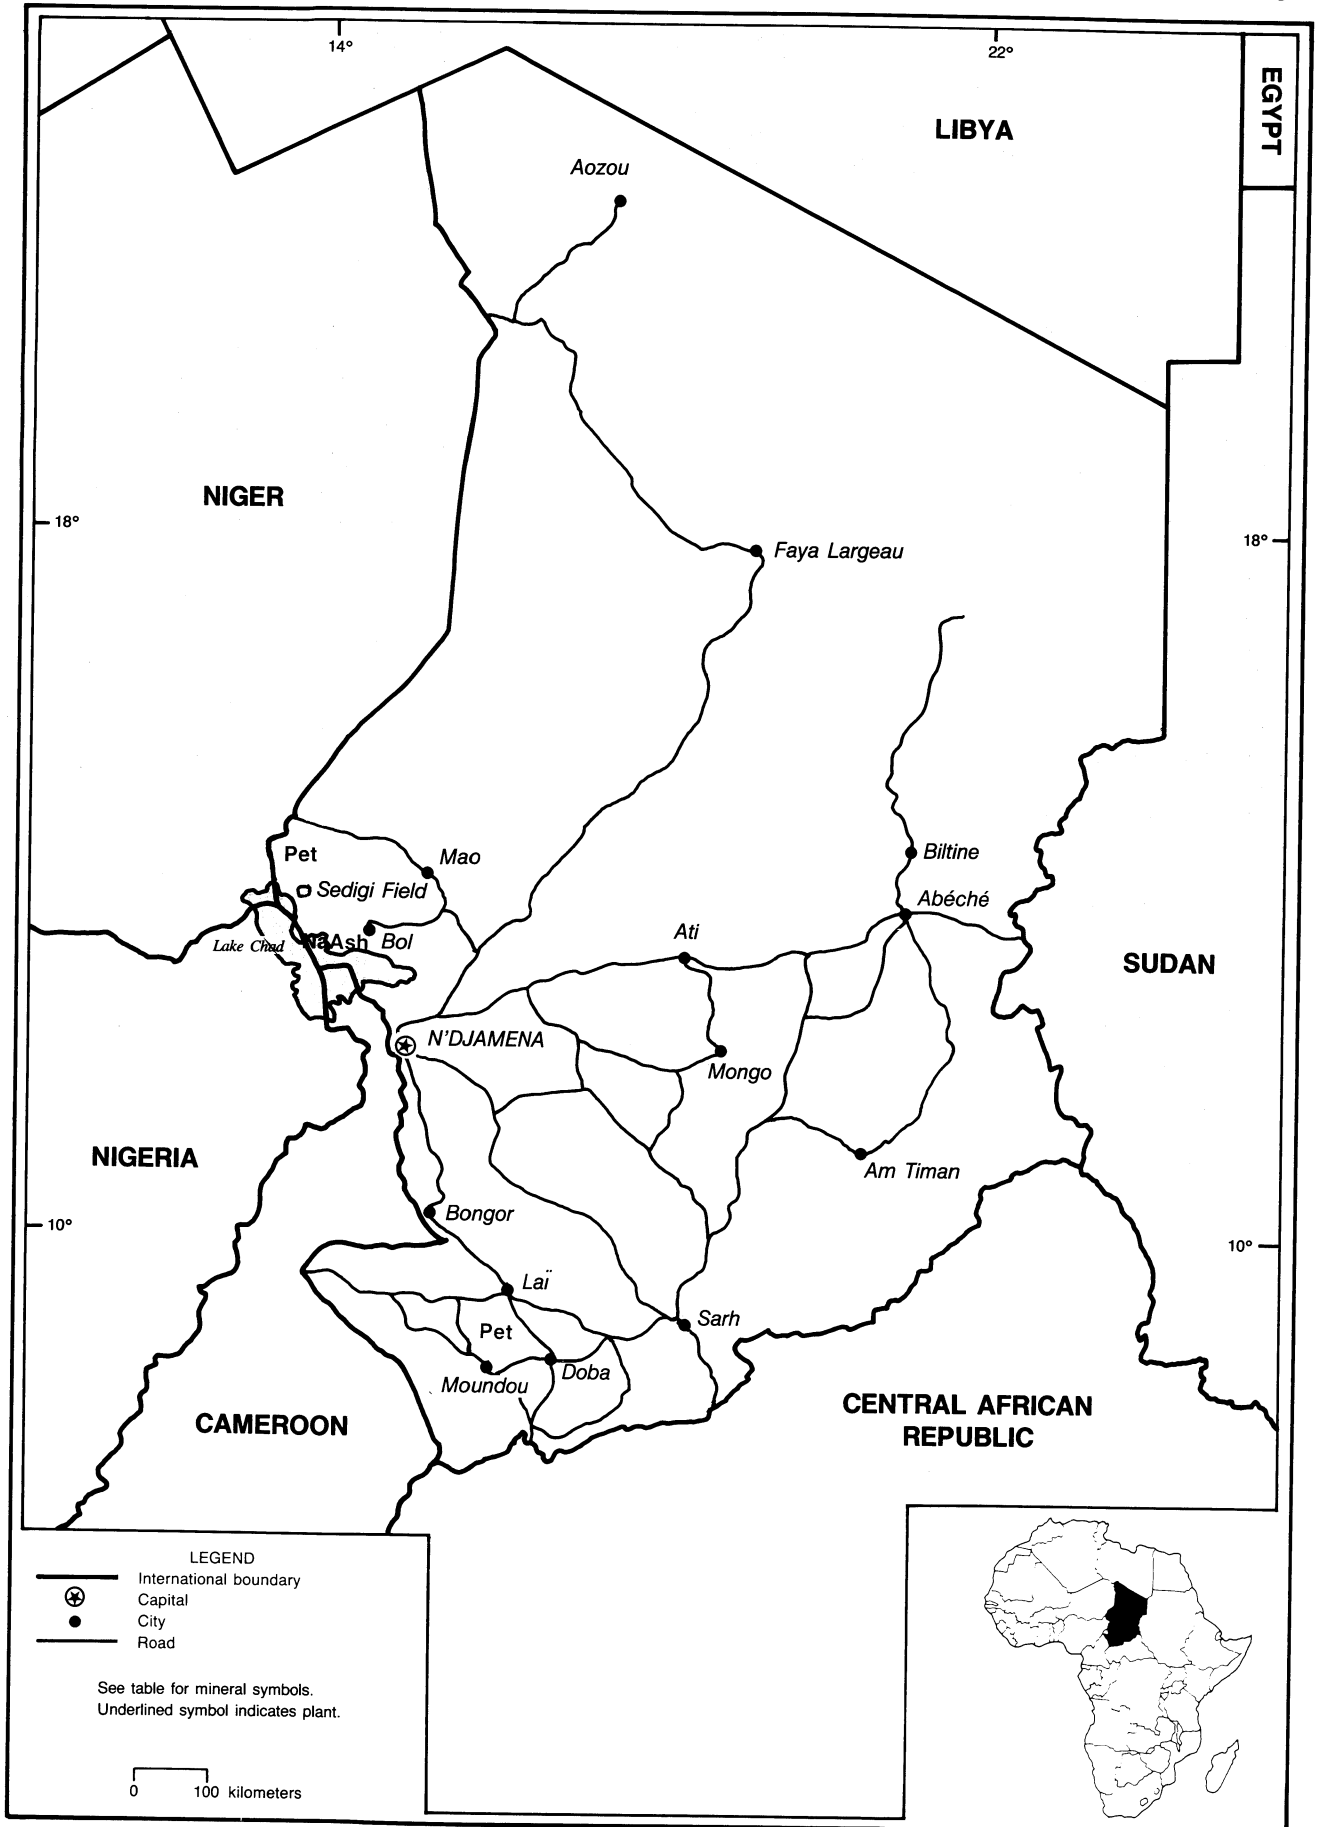 14°
22°
EGYPT
LIBYA
Aozou
NIGER
18°
18°
Faya Largeau
Biltine
Pet
Mao
Sedigi Field
Abéché
Lake Chad
NaAsh
Bol
Ati
SUDAN
N'DJAMENA
Mongo
NIGERIA
Am Timan
10°
Bongor
10°
Laï
Sarh
Pet
Doba
Moundou
CAMEROON
CENTRAL AFRICAN
REPUBLIC
LEGEND
International boundary
Capital
City
Road
See table for mineral symbols.
Underlined symbol indicates plant.
0 100 kilometers